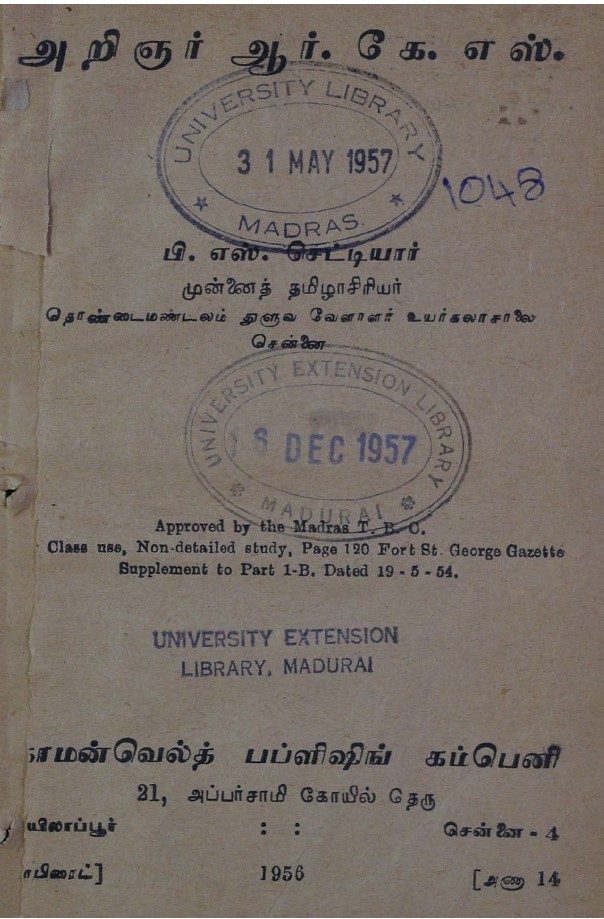 அறிஞர் ஆர். கே. எஸ்.
UNIVERSITY LIBRARY
31 MAY 1957
MADRAS.
1048
பி. எஸ். செட்டியார்
முன்னைத் தமிழாசிரியர்
தொண்டைமண்டலம் துளுவ வேளாளர் உயர்கலாசாலை
சென்னை
UNIVERSITY EXTENSION LIBRARY
16 DEC 1957
MADURAI
Approved by the Madras T. B. C.
Class use, Non-detailed study, Page 120 Fort St. George Gazette
Supplement to Part 1-B. Dated 19-5-54.
UNIVERSITY EXTENSION
LIBRARY, MADURAI
காமன்வெல்த் பப்ளிஷிங் கம்பெனி
21, அப்பர்சாமி கோயில் தெரு
யிலாப்பூர் : : சென்னை - 4
பிரைட்] 1956 [அணு 14